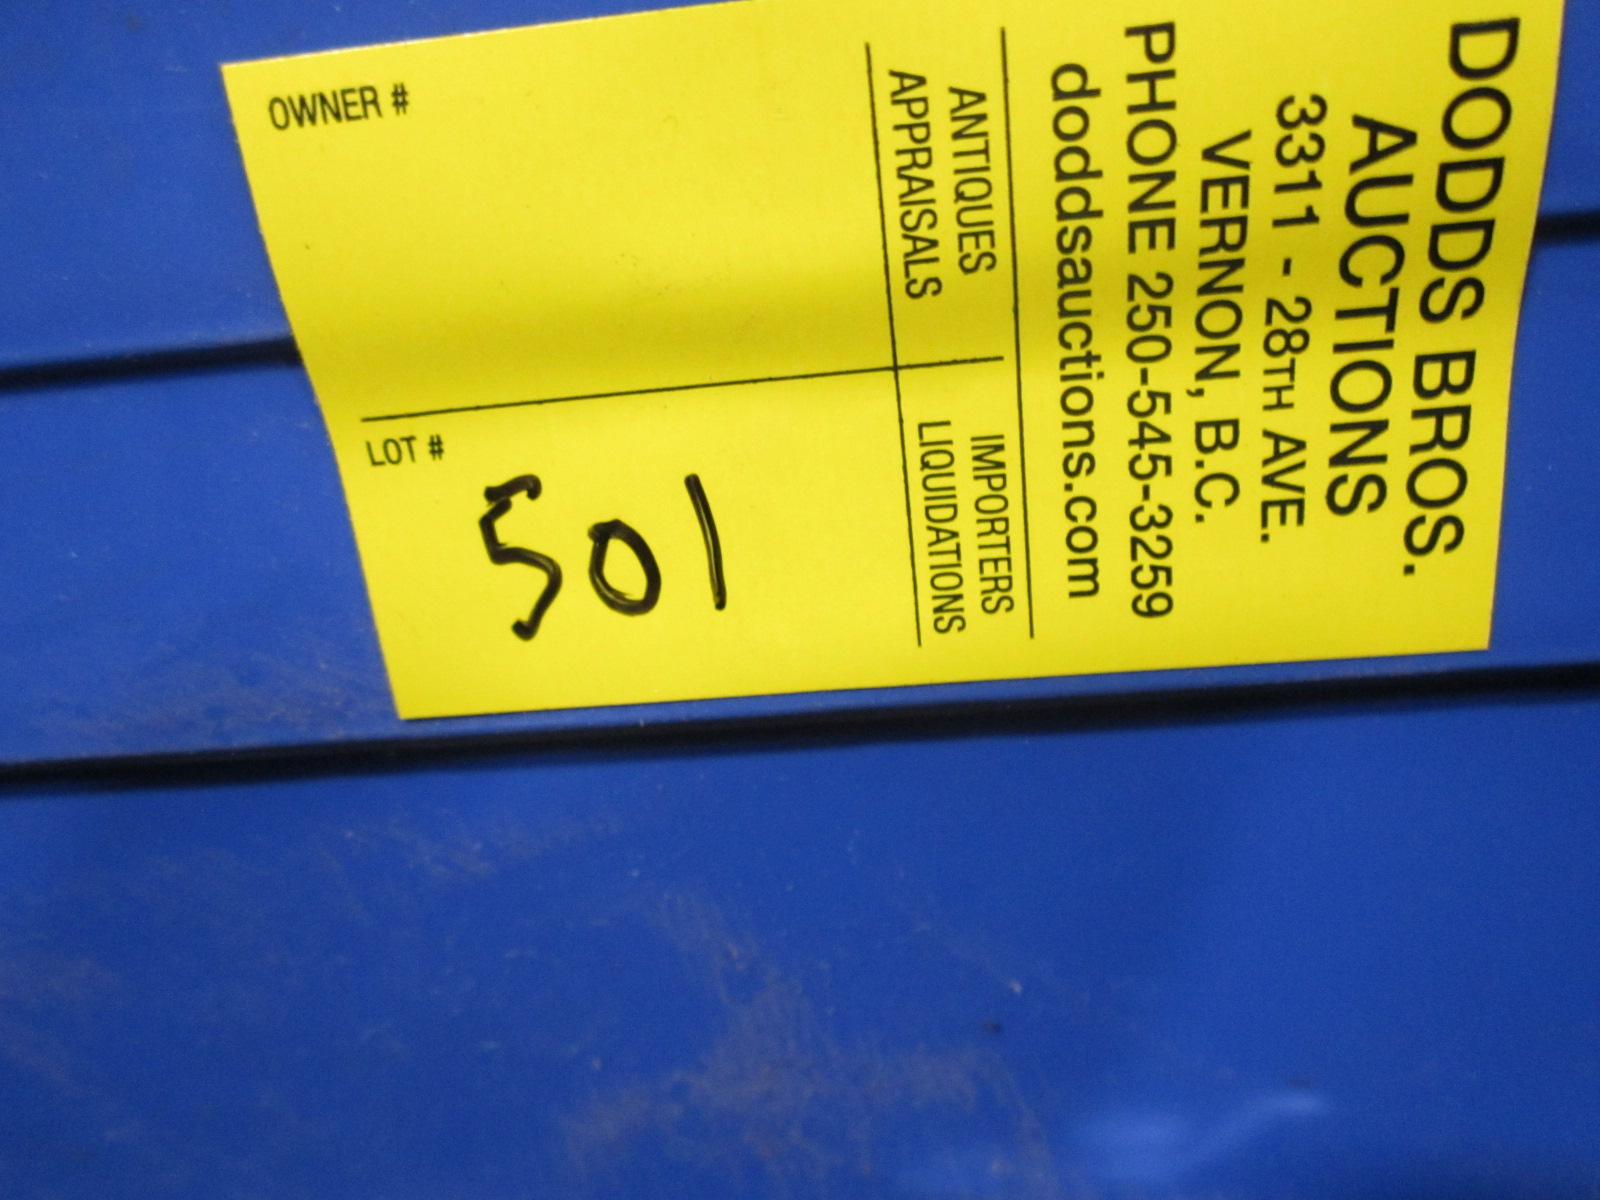 DODDS BROS.
AUCTIONS
3311 - 28TH AVE.
VERNON, B.C.
PHONE 250-545-3259
doddsauctions.com
ANTIQUES
APPRAISALS
IMPORTERS
LIQUIDATIONS
OWNER #
LOT #
501